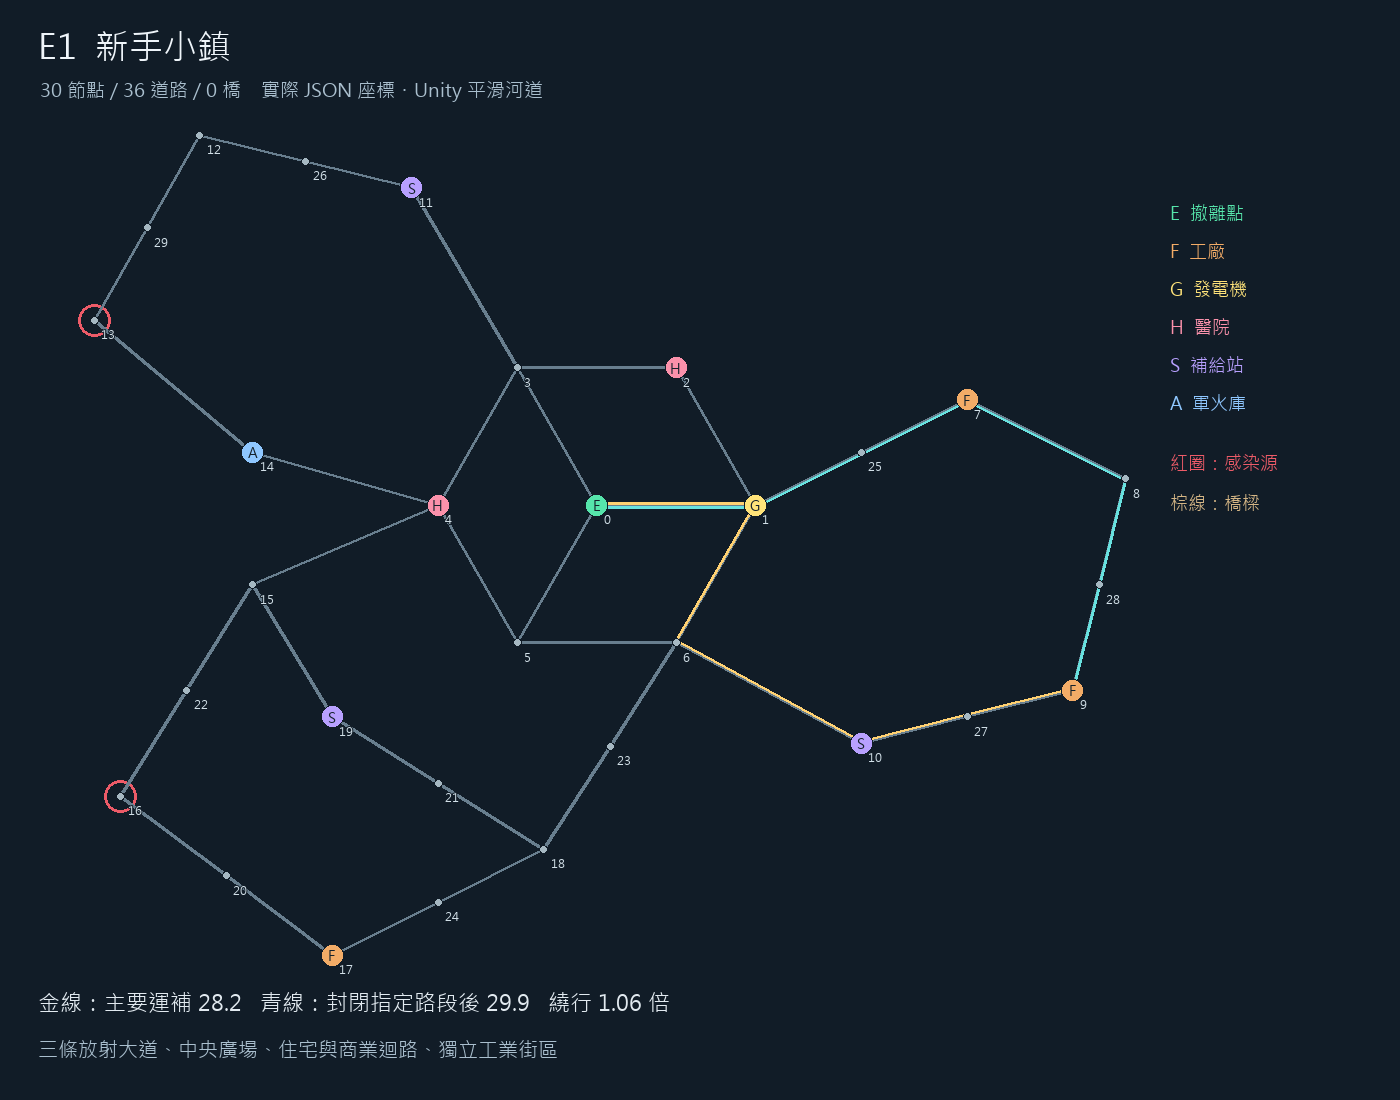 E1 新手小鎮
30 節點 / 36 道路 / 0 橋 實際 JSON 座標 · Unity 平滑河道
12
26
S
11
29
13
A
14
3
H
2
H
4
E
0
G
1
25
F
7
8
28
F
9
27
S
10
6
5
15
22
S
19
21
23
16
20
18
24
F
17
E 撤離點
F 工廠
G 發電機
H 醫院
S 補給站
A 軍火庫
紅圈：感染源
棕線：橋樑
金線：主要運補 28.2 青線：封閉指定路段後 29.9 繞行 1.06 倍
三條放射大道、中央廣場、住宅與商業迴路、獨立工業街區